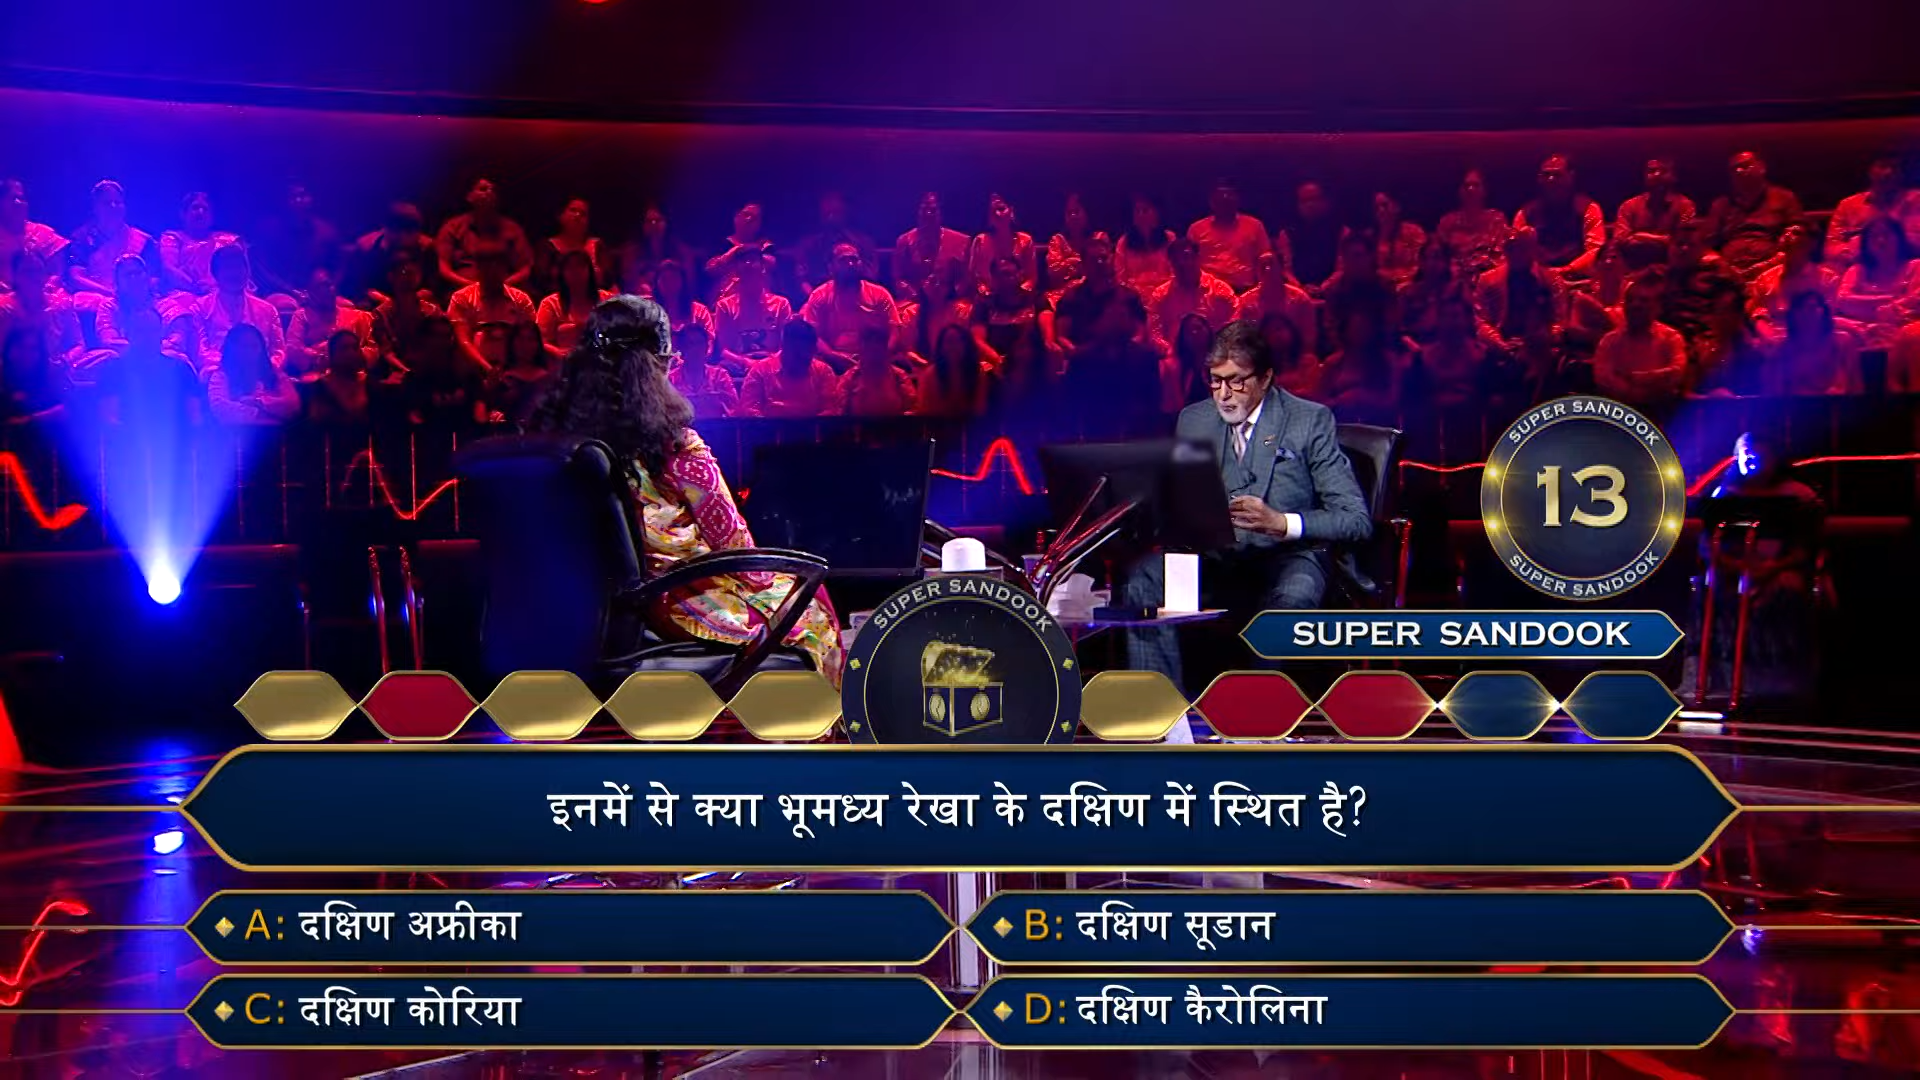 SUPER SANDOOK
13
SUPER SANDOOK
SUPER SANDOOK
SUPER SANDOOK
इनमें से क्या भूमध्य रेखा के दक्षिण में स्थित है?
A: दक्षिण अफ्रीका
B: दक्षिण सूडान
C: दक्षिण कोरिया
D: दक्षिण कैरोलिना